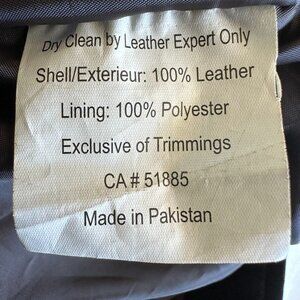 Dry Clean by Leather Expert Only
Shell/Exterieur: 100% Leather
Lining: 100% Polyester
Exclusive of Trimmings
CA # 51885
Made in Pakistan